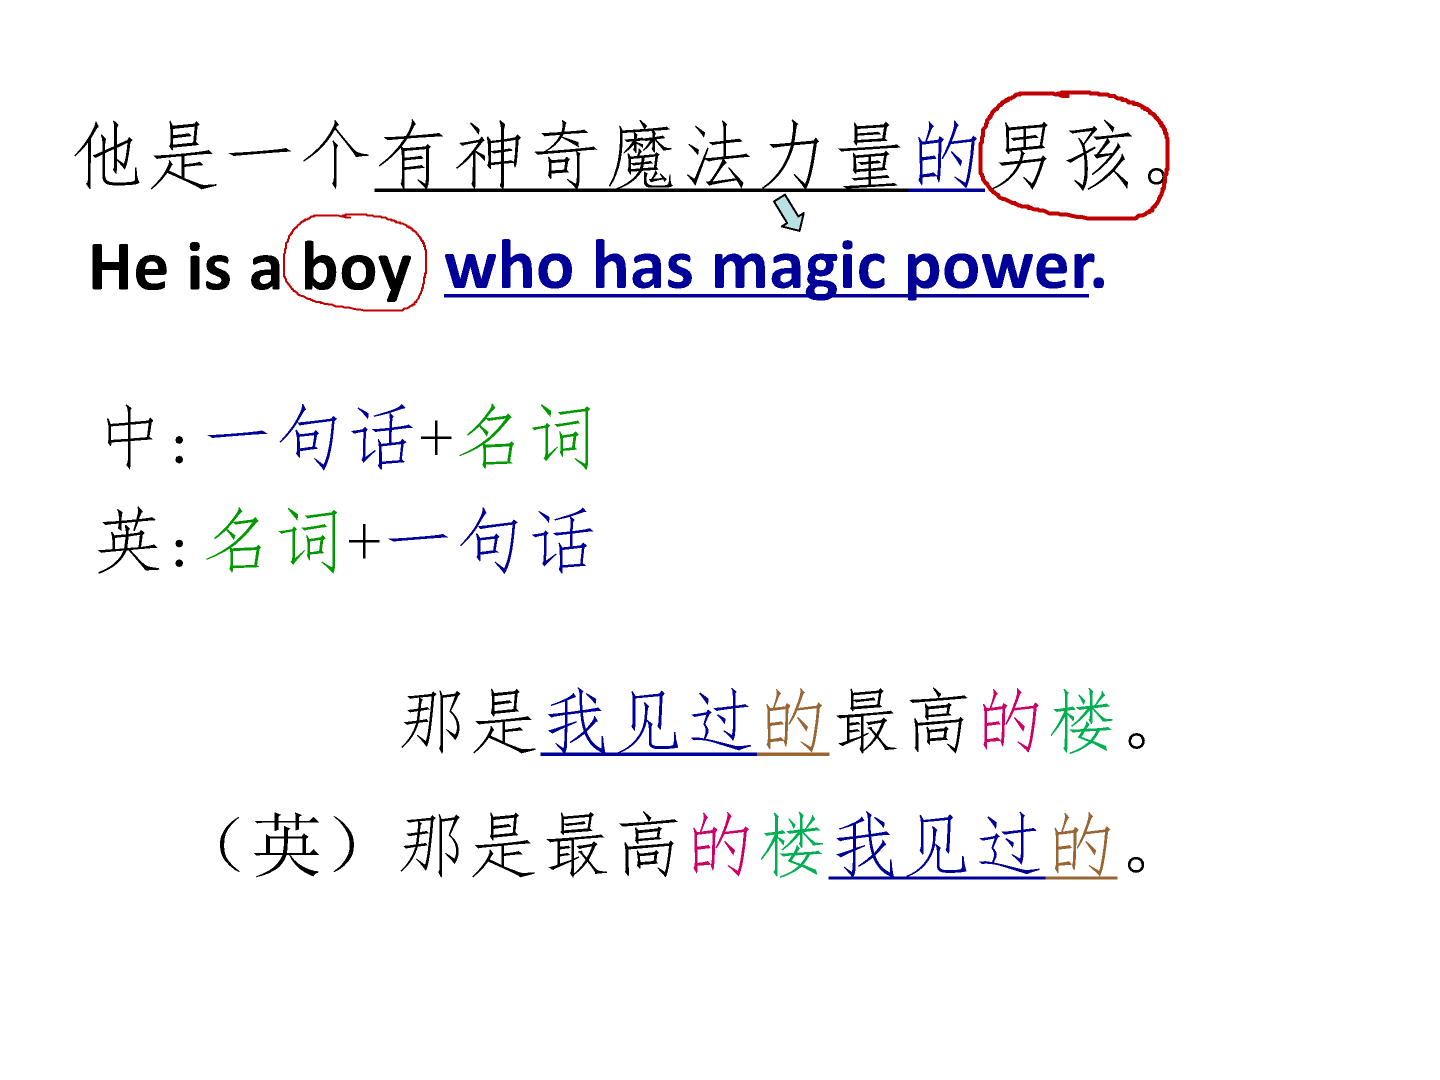 他是一个有神奇魔法力量的男孩。
He is a boy who has magic power.
中:一句话+名词
英:名词+一句话
那是我见过的最高的楼。
（英）那是最高的楼我见过的。